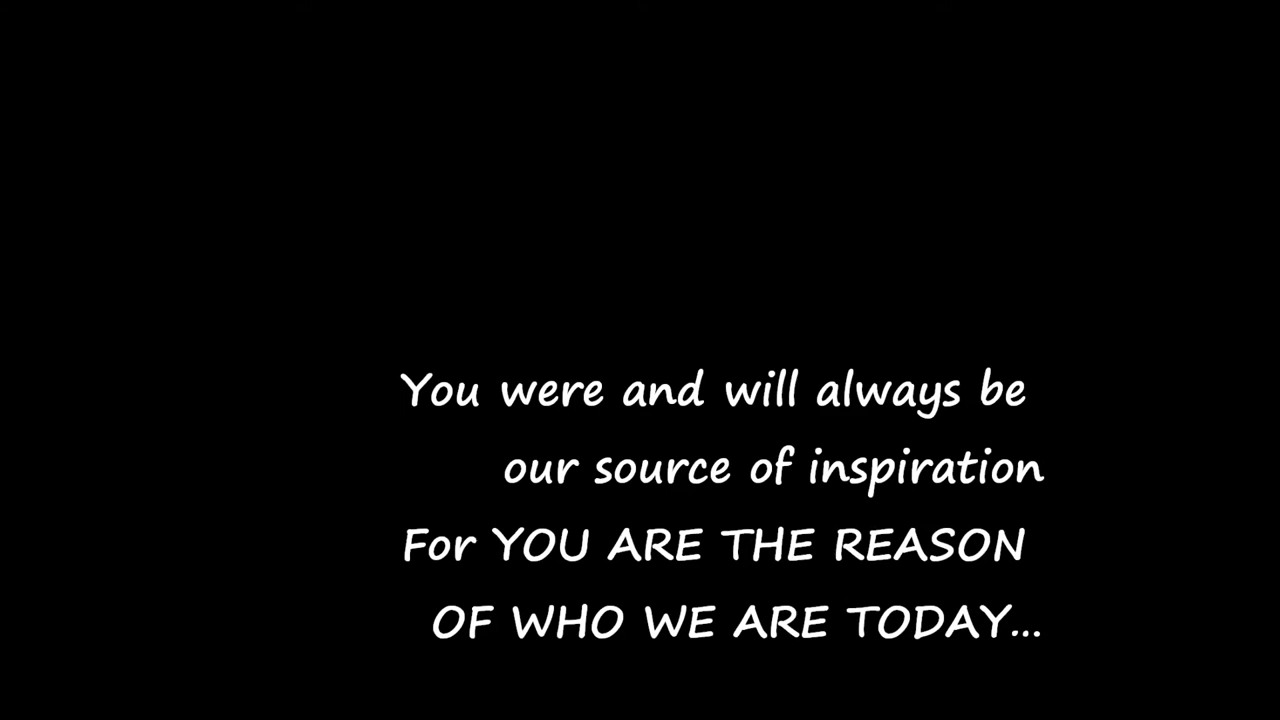 You were and will always be
our source of inspiration
For YOU ARE THE REASON
OF WHO WE ARE TODAY...